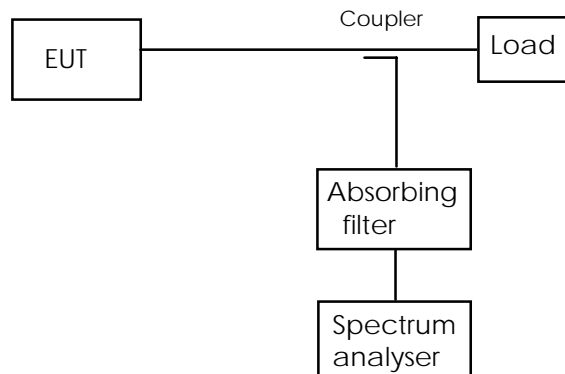 Coupler
EUT
Load
Absorbing
filter
Spectrum
analyser